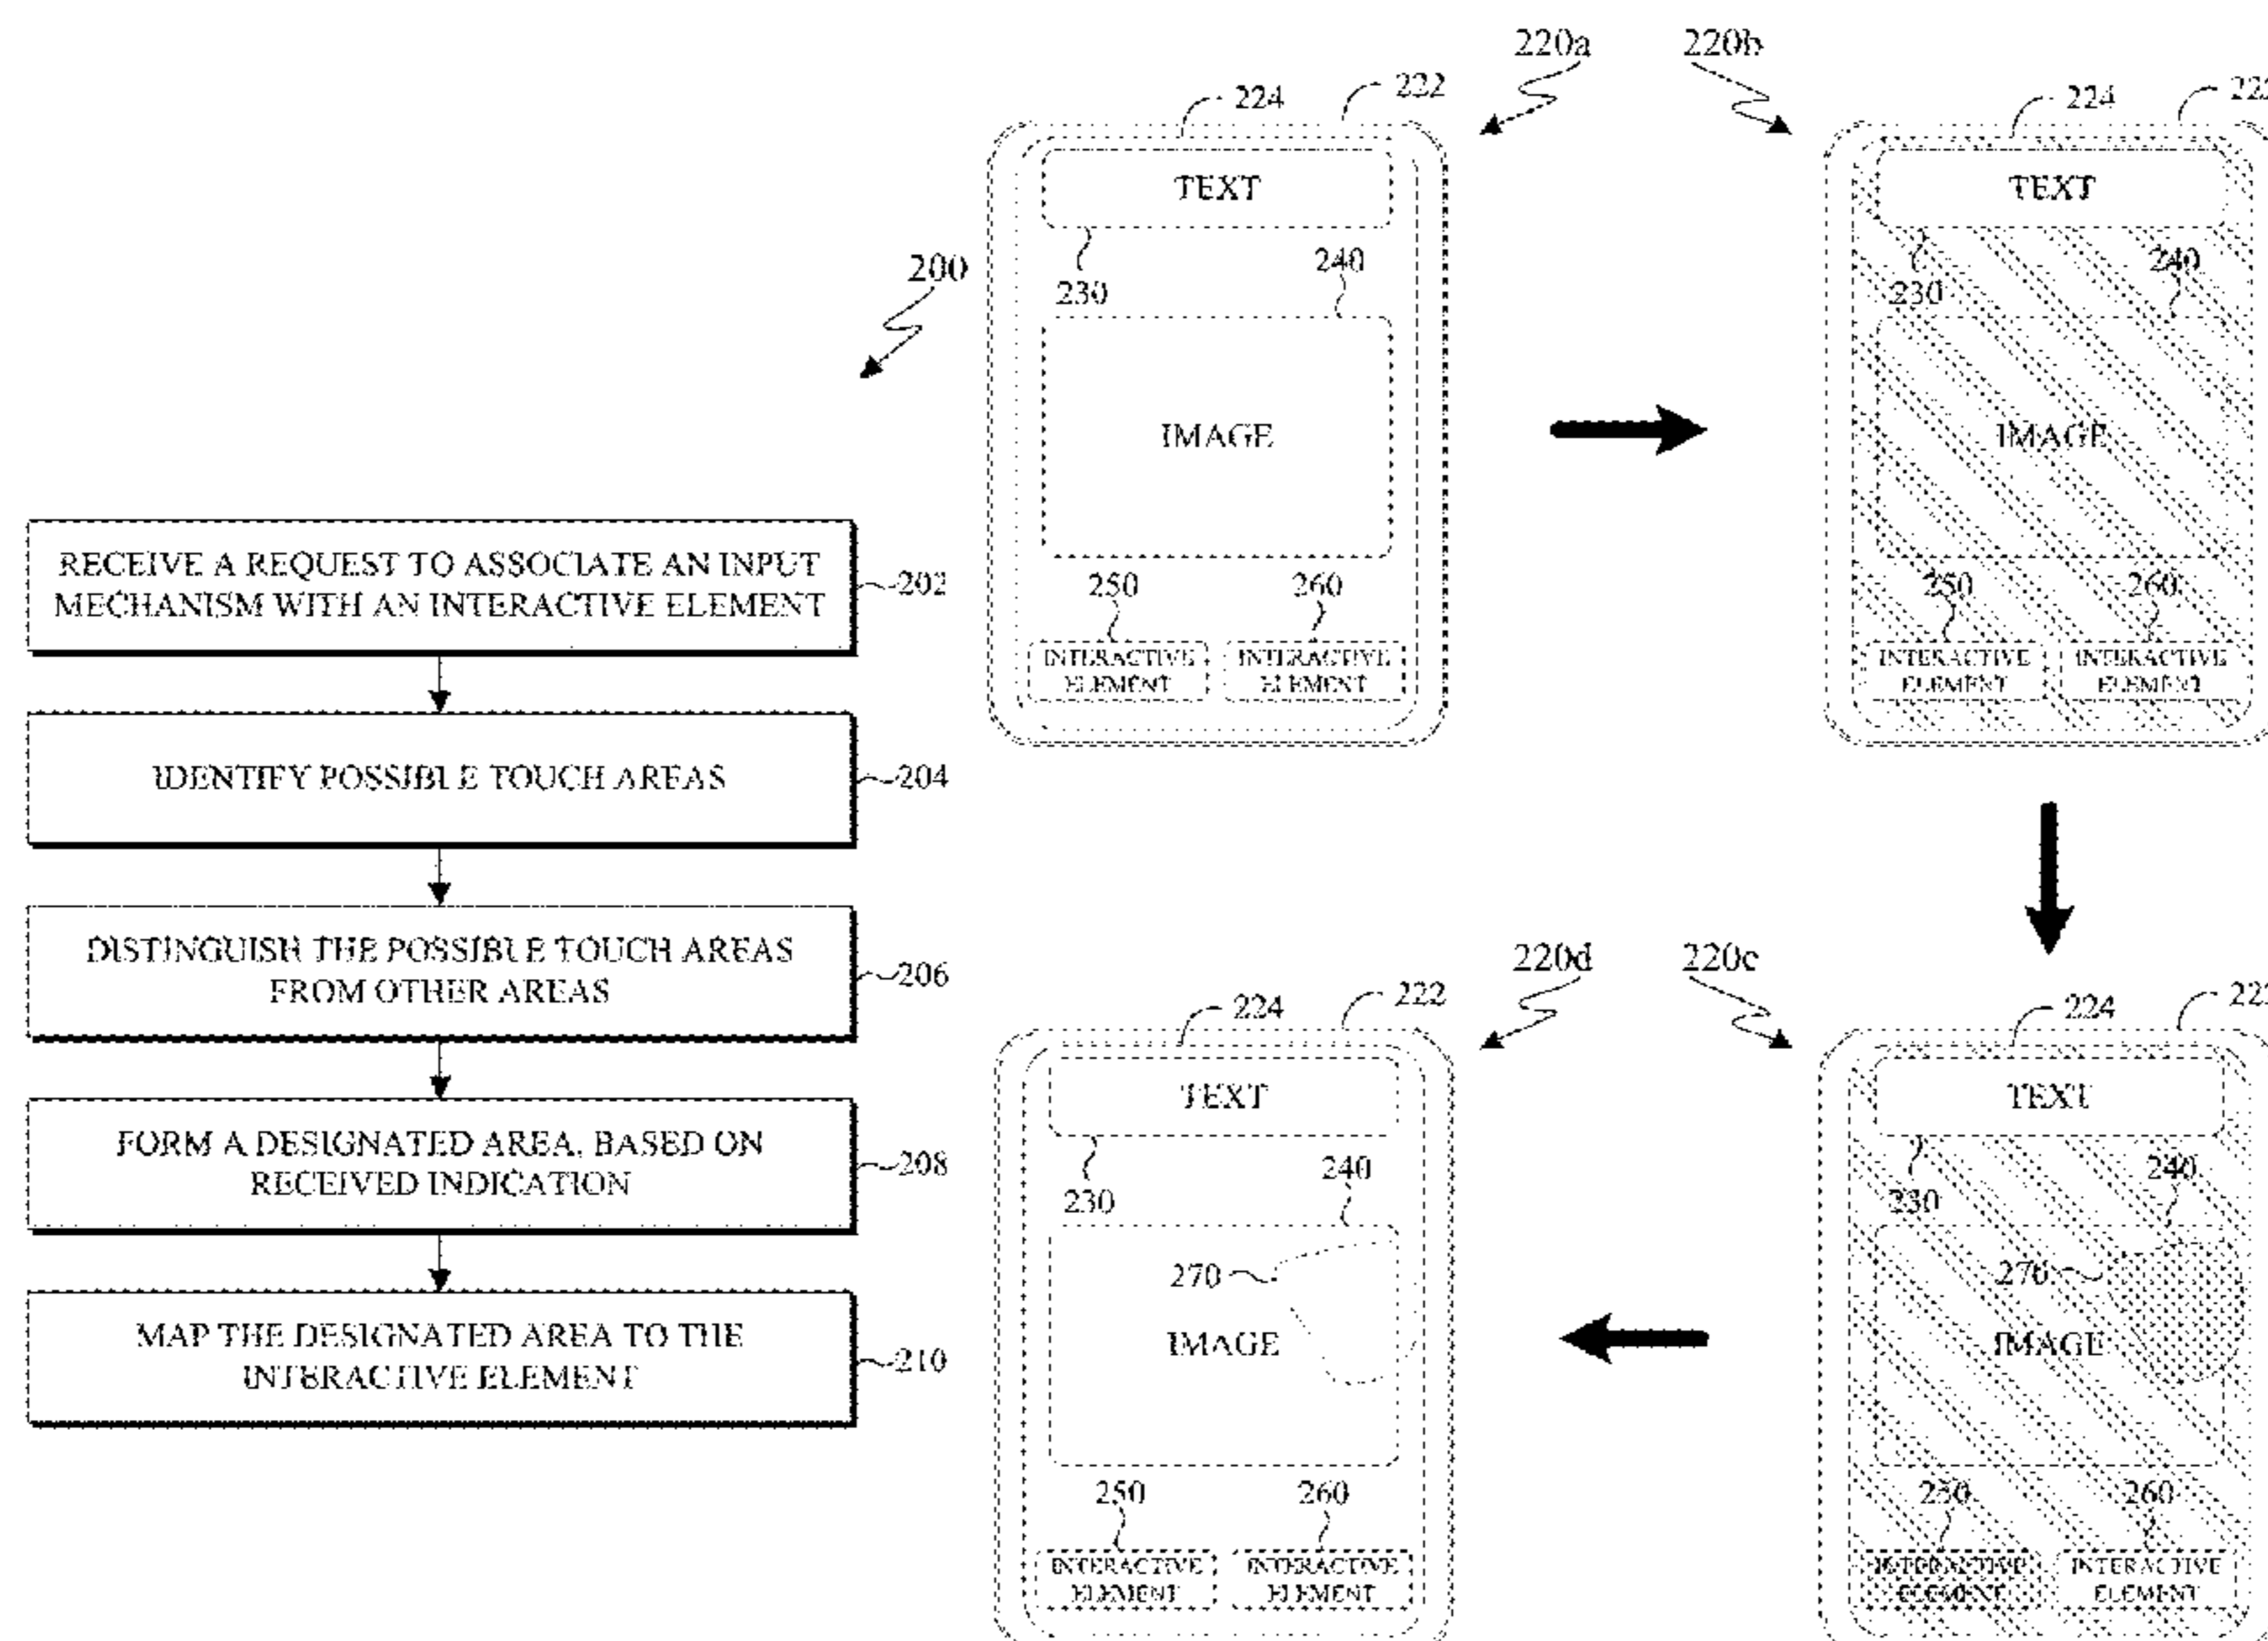 200
RECEIVE A REQUEST TO ASSOCIATE AN INPUT
MECHANISM WITH AN INTERACTIVE ELEMENT
202
IDENTIFY POSSIBLE TOUCH AREAS
204
DISTINGUISH THE POSSIBLE TOUCH AREAS
FROM OTHER AREAS
206
FORM A DESIGNATED AREA, BASED ON
RECEIVED INDICATION
208
MAP THE DESIGNATED AREA TO THE
INTERACTIVE ELEMENT
210
220a
224
222
TEXT
230
240
IMAGE
250
260
INTERACTIVE
ELEMENT
INTERACTIVE
ELEMENT
220b
224
TEXT
230
240
IMAGE
250
260
INTERACTIVE
ELEMENT
INTERACTIVE
ELEMENT
220c
224
TEXT
230
240
270
IMAGE
250
260
INTERACTIVE
ELEMENT
INTERACTIVE
ELEMENT
220d
224
222
TEXT
230
240
270
IMAGE
250
260
INTERACTIVE
ELEMENT
INTERACTIVE
ELEMENT